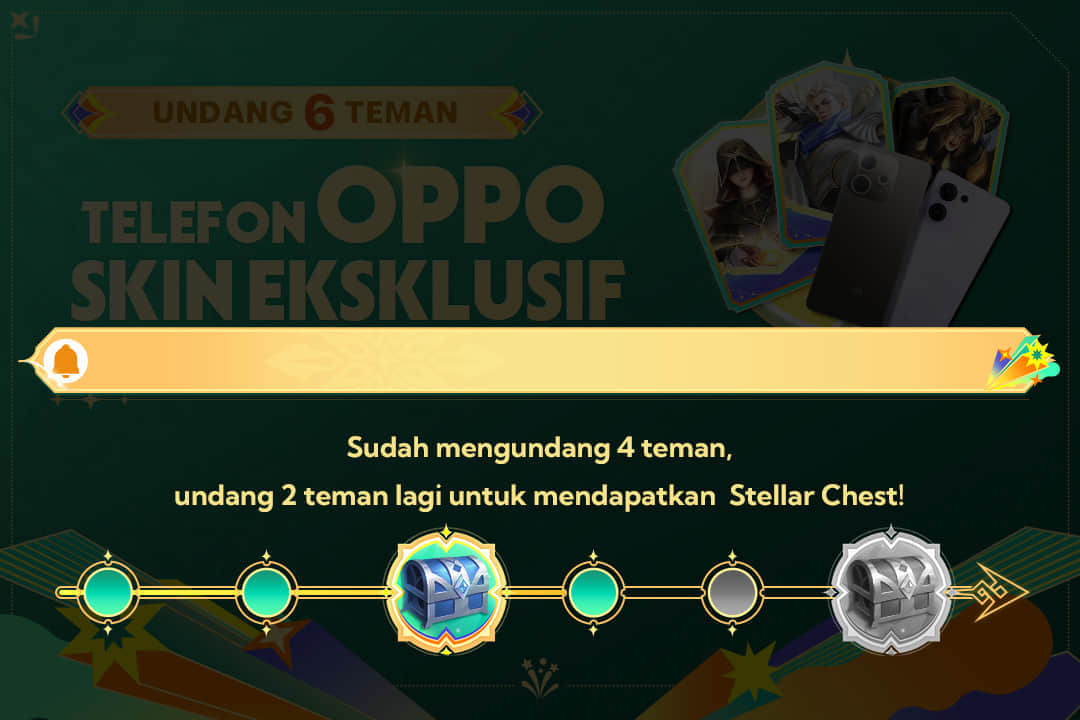 UNDANG 6 TEMAN
TELEFON OPPO
SKIN EKSKLUSIF
Sudah mengundang 4 teman,
undang 2 teman lagi untuk mendapatkan Stellar Chest!